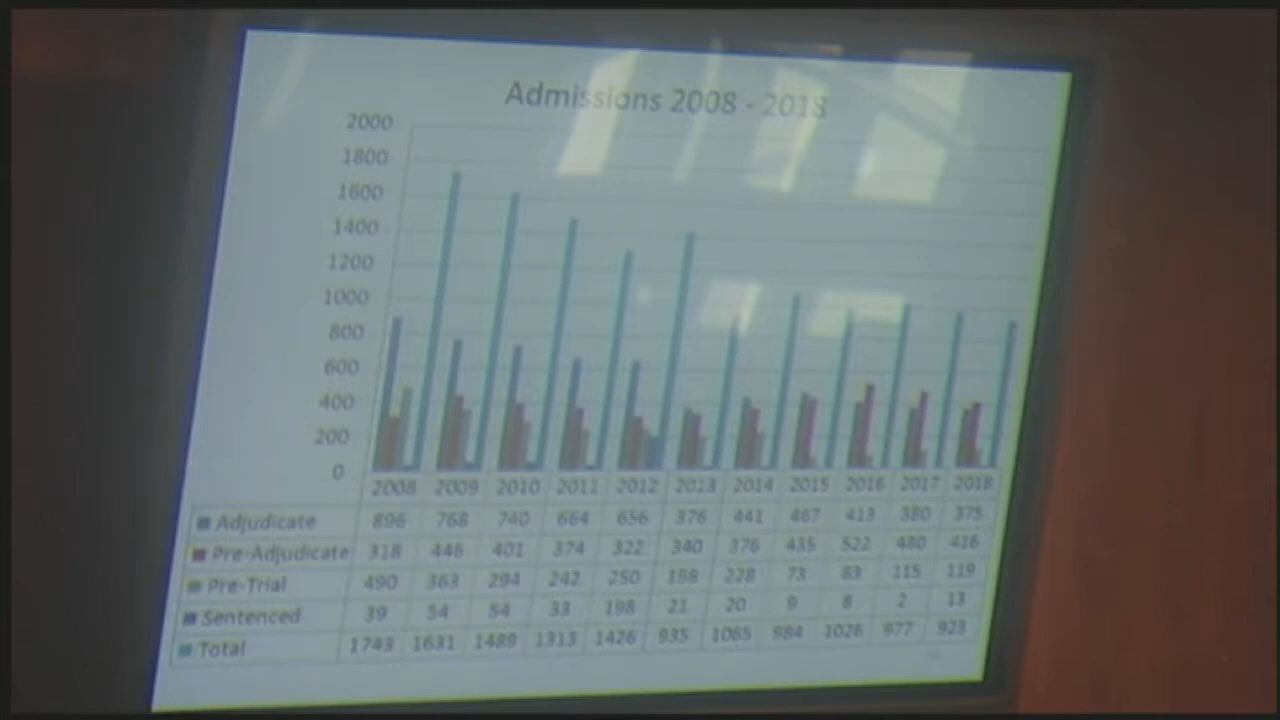 Admissions 2008 - 2018
2000
1800
1600
1400
1200
1000
800
600
400
200
0
2008 2009 2010 2011 2012 2013 2014 2015 2016 2017 2018
Adjudicate 896 768 740 664 656 376 441 467 413 380 375
Pre-Adjudicate 318 446 401 374 322 340 376 435 522 480 416
Pre-Trial 490 363 294 242 250 198 228 73 83 115 119
Sentenced 39 54 54 33 198 21 20 9 8 2 13
Total 1743 1631 1489 1313 1426 935 1065 984 1026 977 923